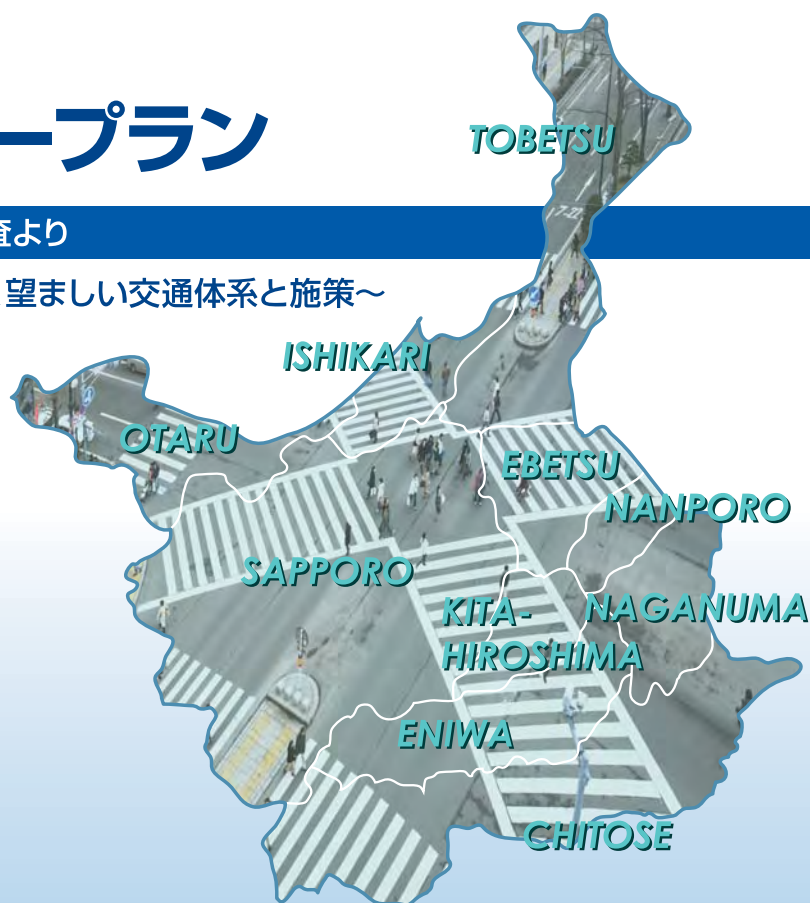 ープラン
査より
望ましい交通体系と施策～
TOBETSU
ISHIKARI
OTARU
EBETSU
NANPORO
SAPPORO
KITA-
HIROSHIMA
NAGANUMA
ENIWA
CHITOSE